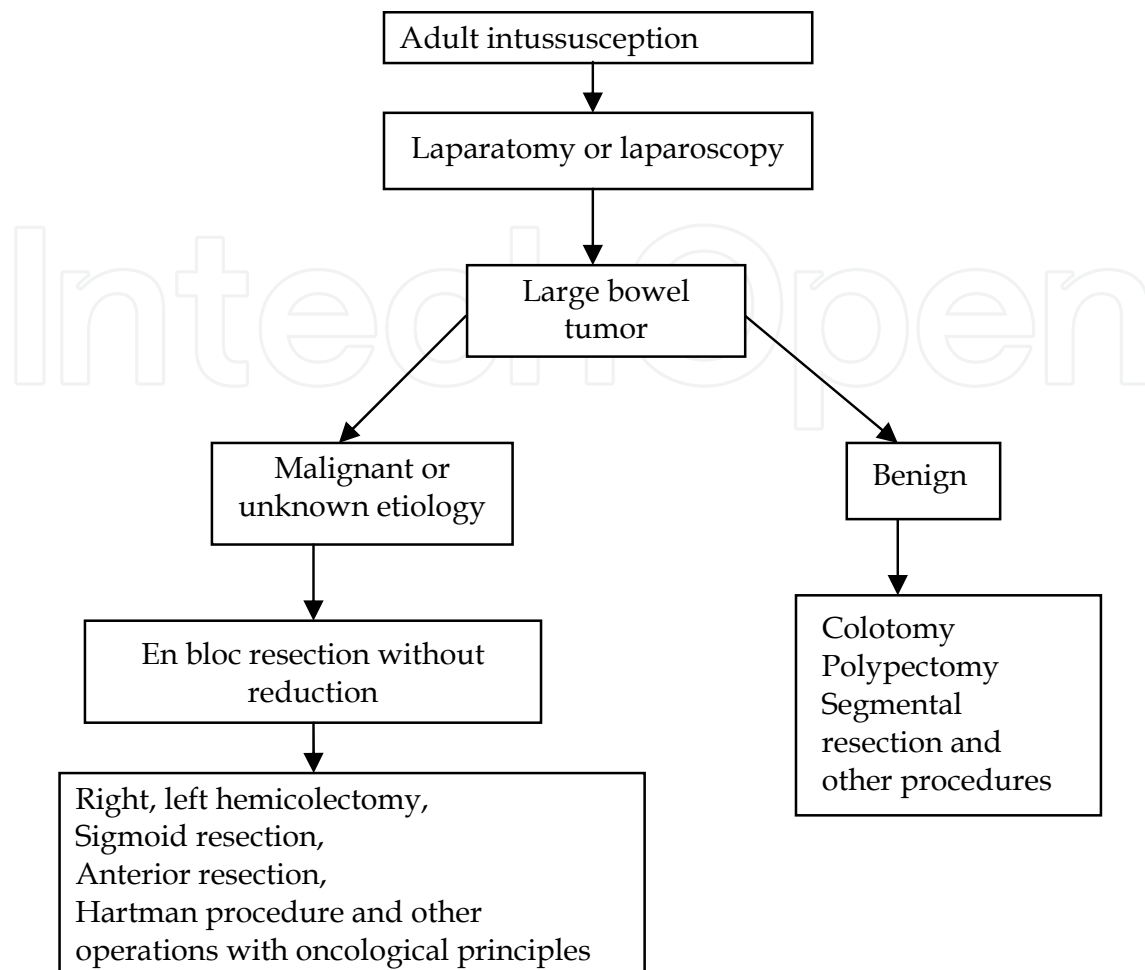 Adult intussusception
Laparatomy or laparoscopy
IntechOpen
Large bowel
tumor
Malignant or
unknown etiology
Benign
En bloc resection without
reduction
Colotomy
Polypectomy
Segmental
resection and
other procedures
Right, left hemicolectomy,
Sigmoid resection,
Anterior resection,
Hartman procedure and other
operations with oncological principles